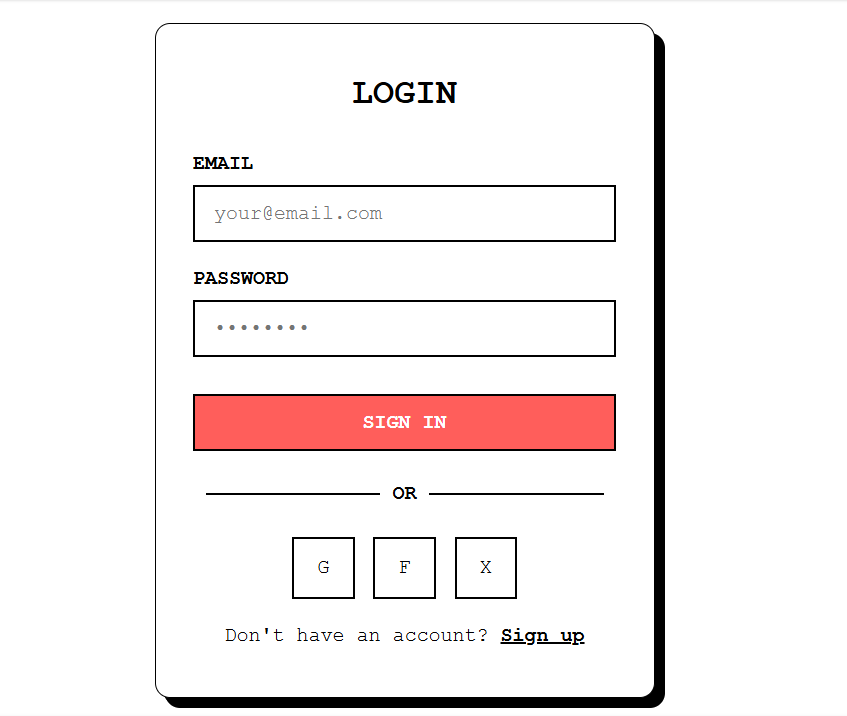 LOGIN
EMAIL
your@email.com
PASSWORD
••••••••
SIGN IN
OR
G F X
Don't have an account? Sign up